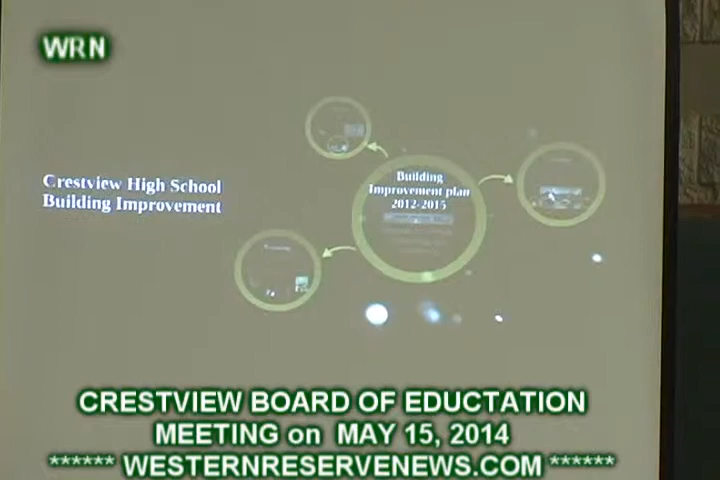 WRN
Crestview High School
Building Improvement
Building
Improvement plan
2012-2015
CRESTVIEW BOARD OF EDUCTATION
MEETING on MAY 15, 2014
****** WESTERNRESERVENEWS.COM ******